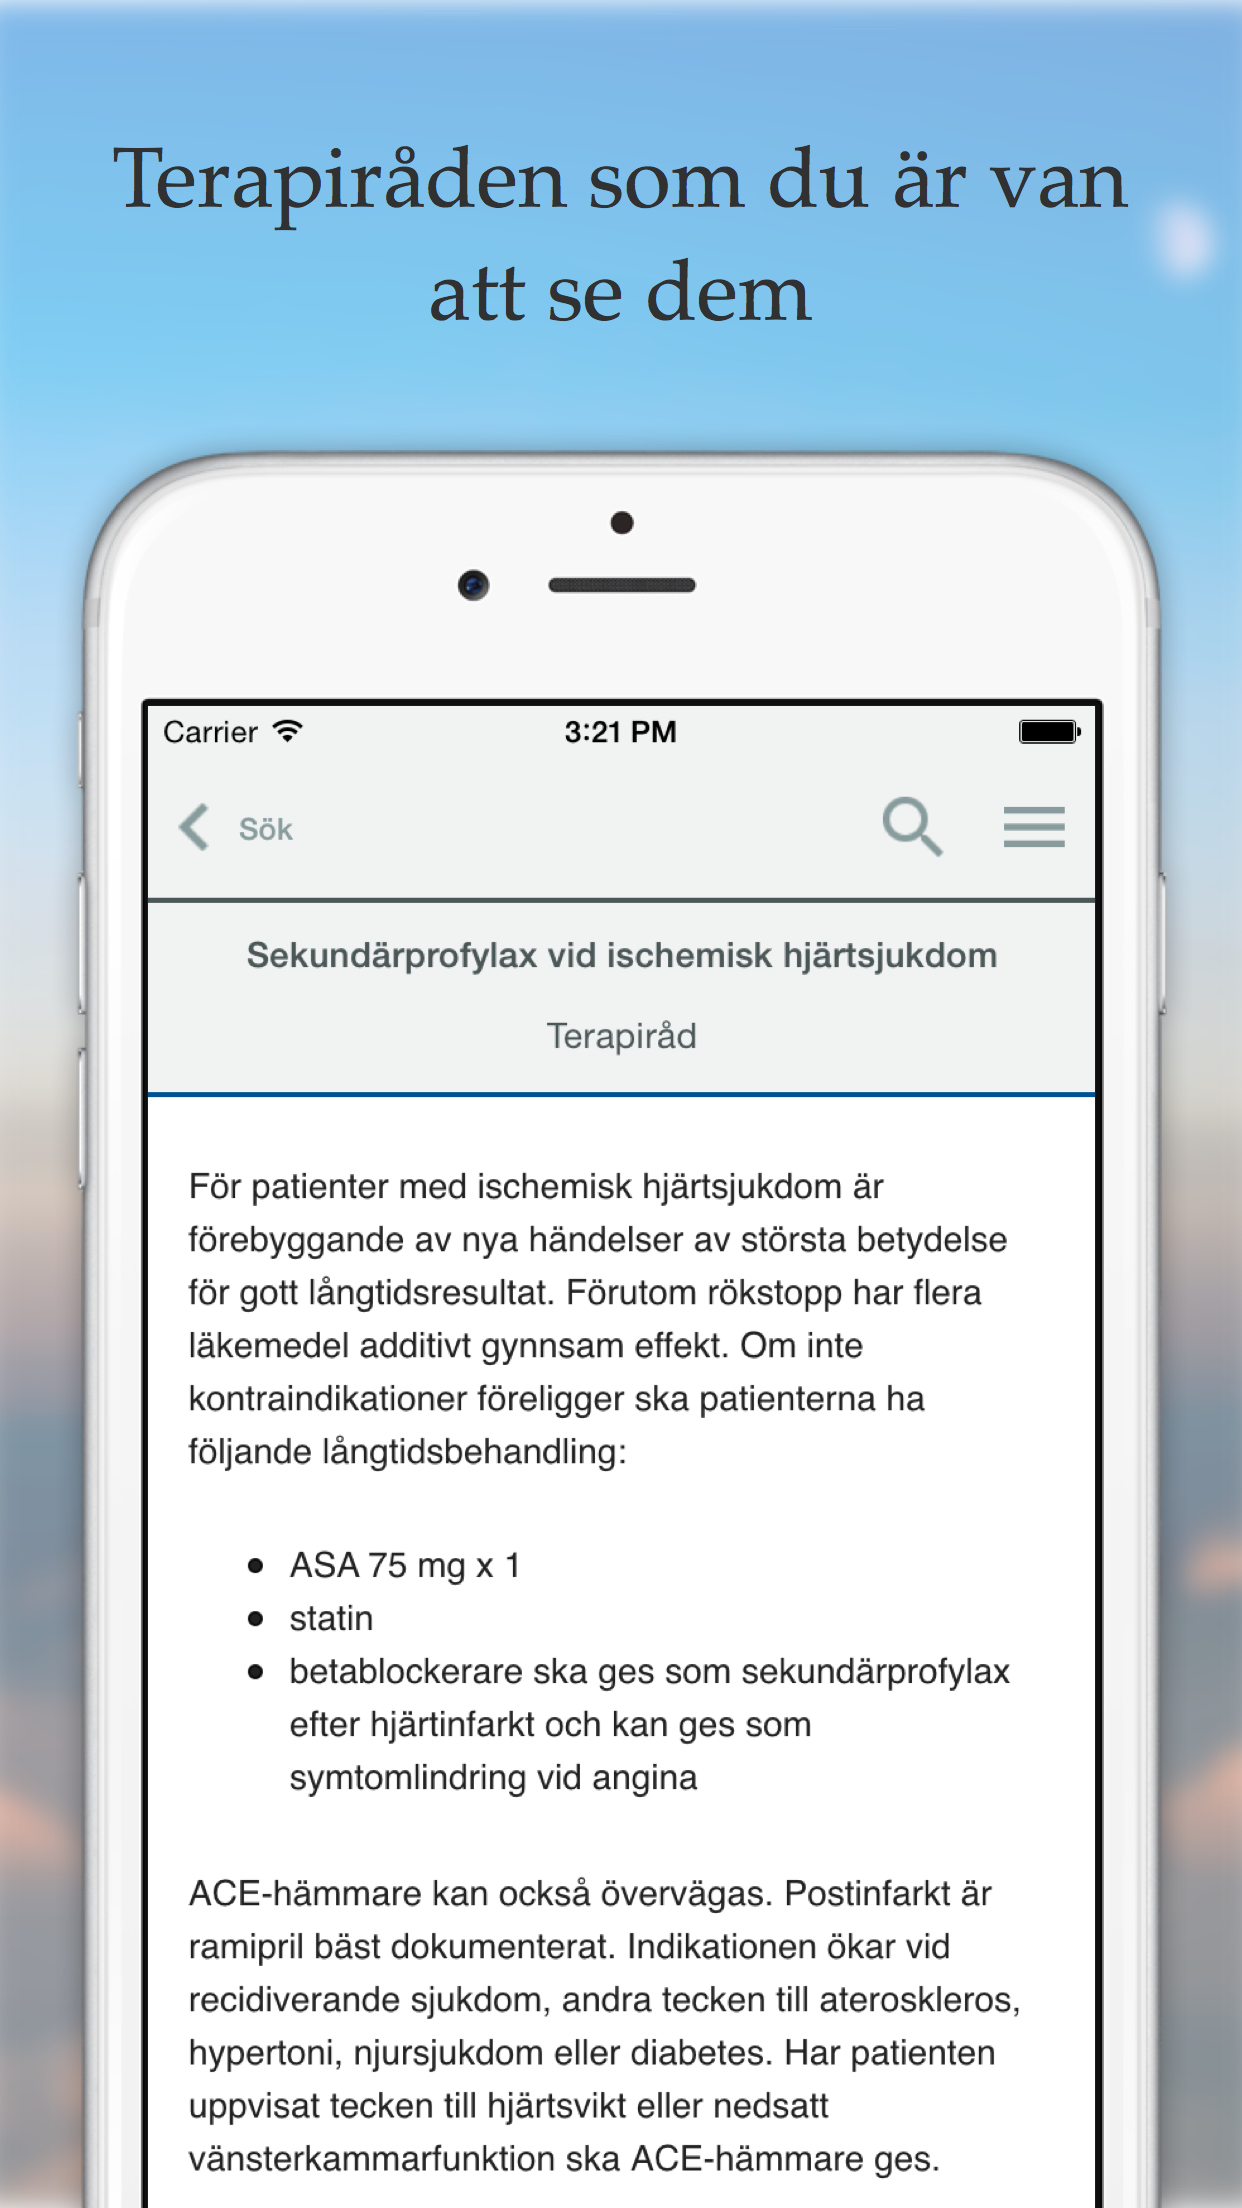 Terapiråden som du är van
att se dem
Carrier
3:21 PM
Sök
Sekundärprofylax vid ischemisk hjärtsjukdom
Terapiråd
För patienter med ischemisk hjärtsjukdom är
förebyggande av nya händelser av största betydelse
för gott långtidsresultat. Förutom rökstopp har flera
läkemedel additivt gynnsam effekt. Om inte
kontraindikationer föreligger ska patienterna ha
följande långtidsbehandling:
• ASA 75 mg x 1
• statin
• betablockerare ska ges som sekundärprofylax
efter hjärtinfarkt och kan ges som
symtomlindring vid angina
ACE-hämmare kan också övervägas. Postinfarkt är
ramipril bäst dokumenterat. Indikationen ökar vid
recidiverande sjukdom, andra tecken till ateroskleros,
hypertoni, njursjukdom eller diabetes. Har patienten
uppvisat tecken till hjärtsvikt eller nedsatt
vänsterkammarfunktion ska ACE-hämmare ges.